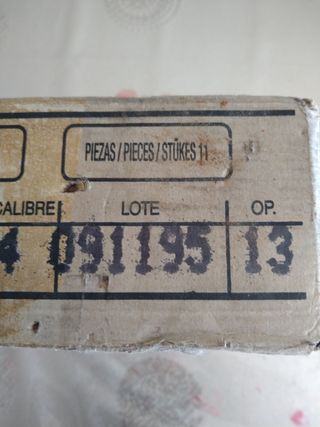 PIEZAS/PIECES/STÜKES 11
CALIBRE LOTE OP.
4 091195 13